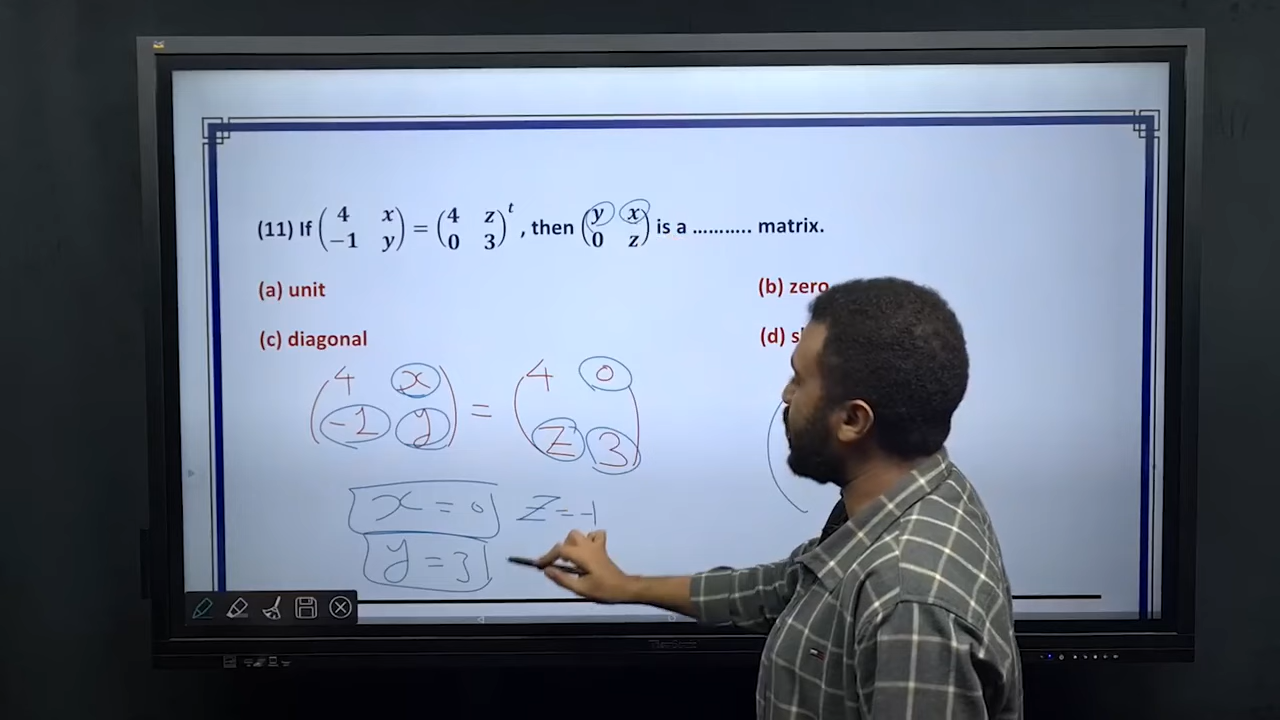 (11) If (4 x -1 y) = (4 z 0 3)ᵗ , then (y x 0 z) is a ........... matrix.
(a) unit
(b) zero
(c) diagonal
(d)
(4 x -1 y) = (4 0 z 3)
x = 0 z = -1
y = 3
ViewSonic